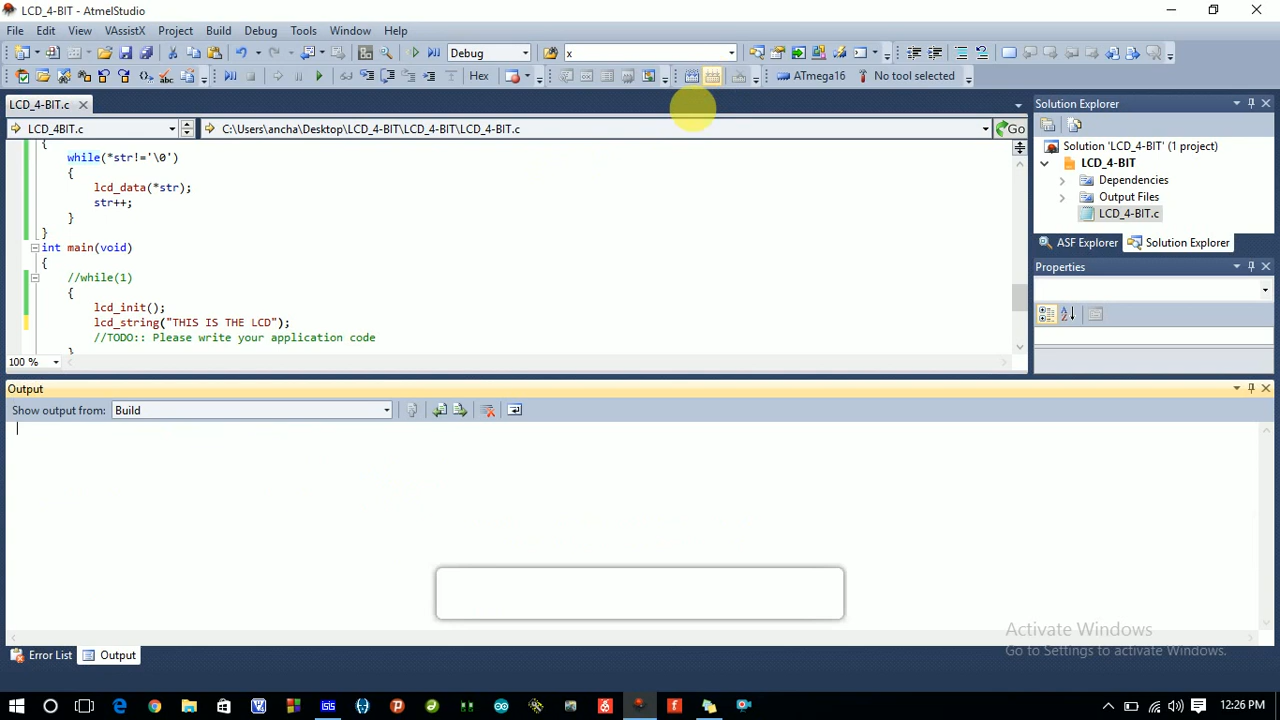 LCD_4-BIT - AtmelStudio
File Edit View VAssistX Project Build Debug Tools Window Help
Debug x
Hex ATmega16 No tool selected
LCD_4-BIT.c
LCD_4BIT.c C:\Users\ancha\Desktop\LCD_4-BIT\LCD_4-BIT\LCD_4-BIT.c Go
{
while(*str!='\0')
{
lcd_data(*str);
str++;
}
}
int main(void)
{
//while(1)
{
lcd_init();
lcd_string("THIS IS THE LCD");
//TODO:: Please write your application code
}
100 %
Solution Explorer
Solution 'LCD_4-BIT' (1 project)
LCD_4-BIT
Dependencies
Output Files
LCD_4-BIT.c
ASF Explorer Solution Explorer
Properties
Output
Show output from: Build
Activate Windows
Go to Settings to activate Windows.
Error List Output
12:26 PM